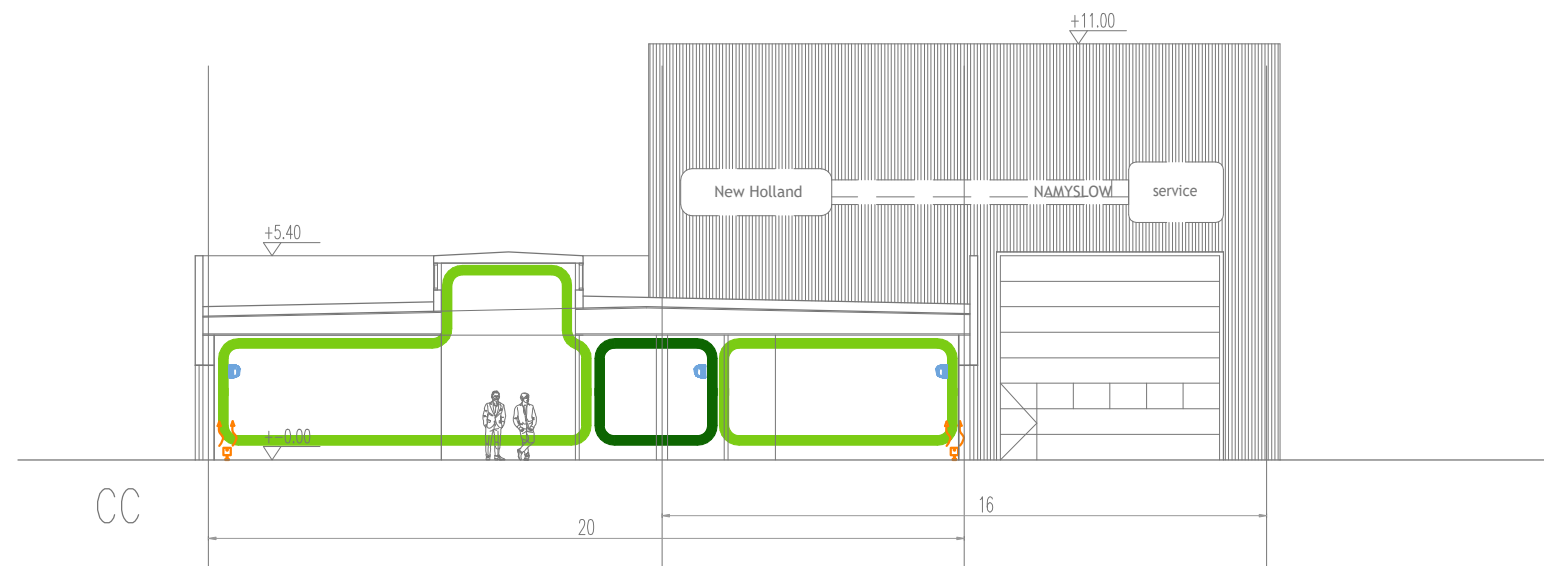 +11.00
New Holland
NAMYSLOW
service
+5.40
+-0.00
CC
16
20